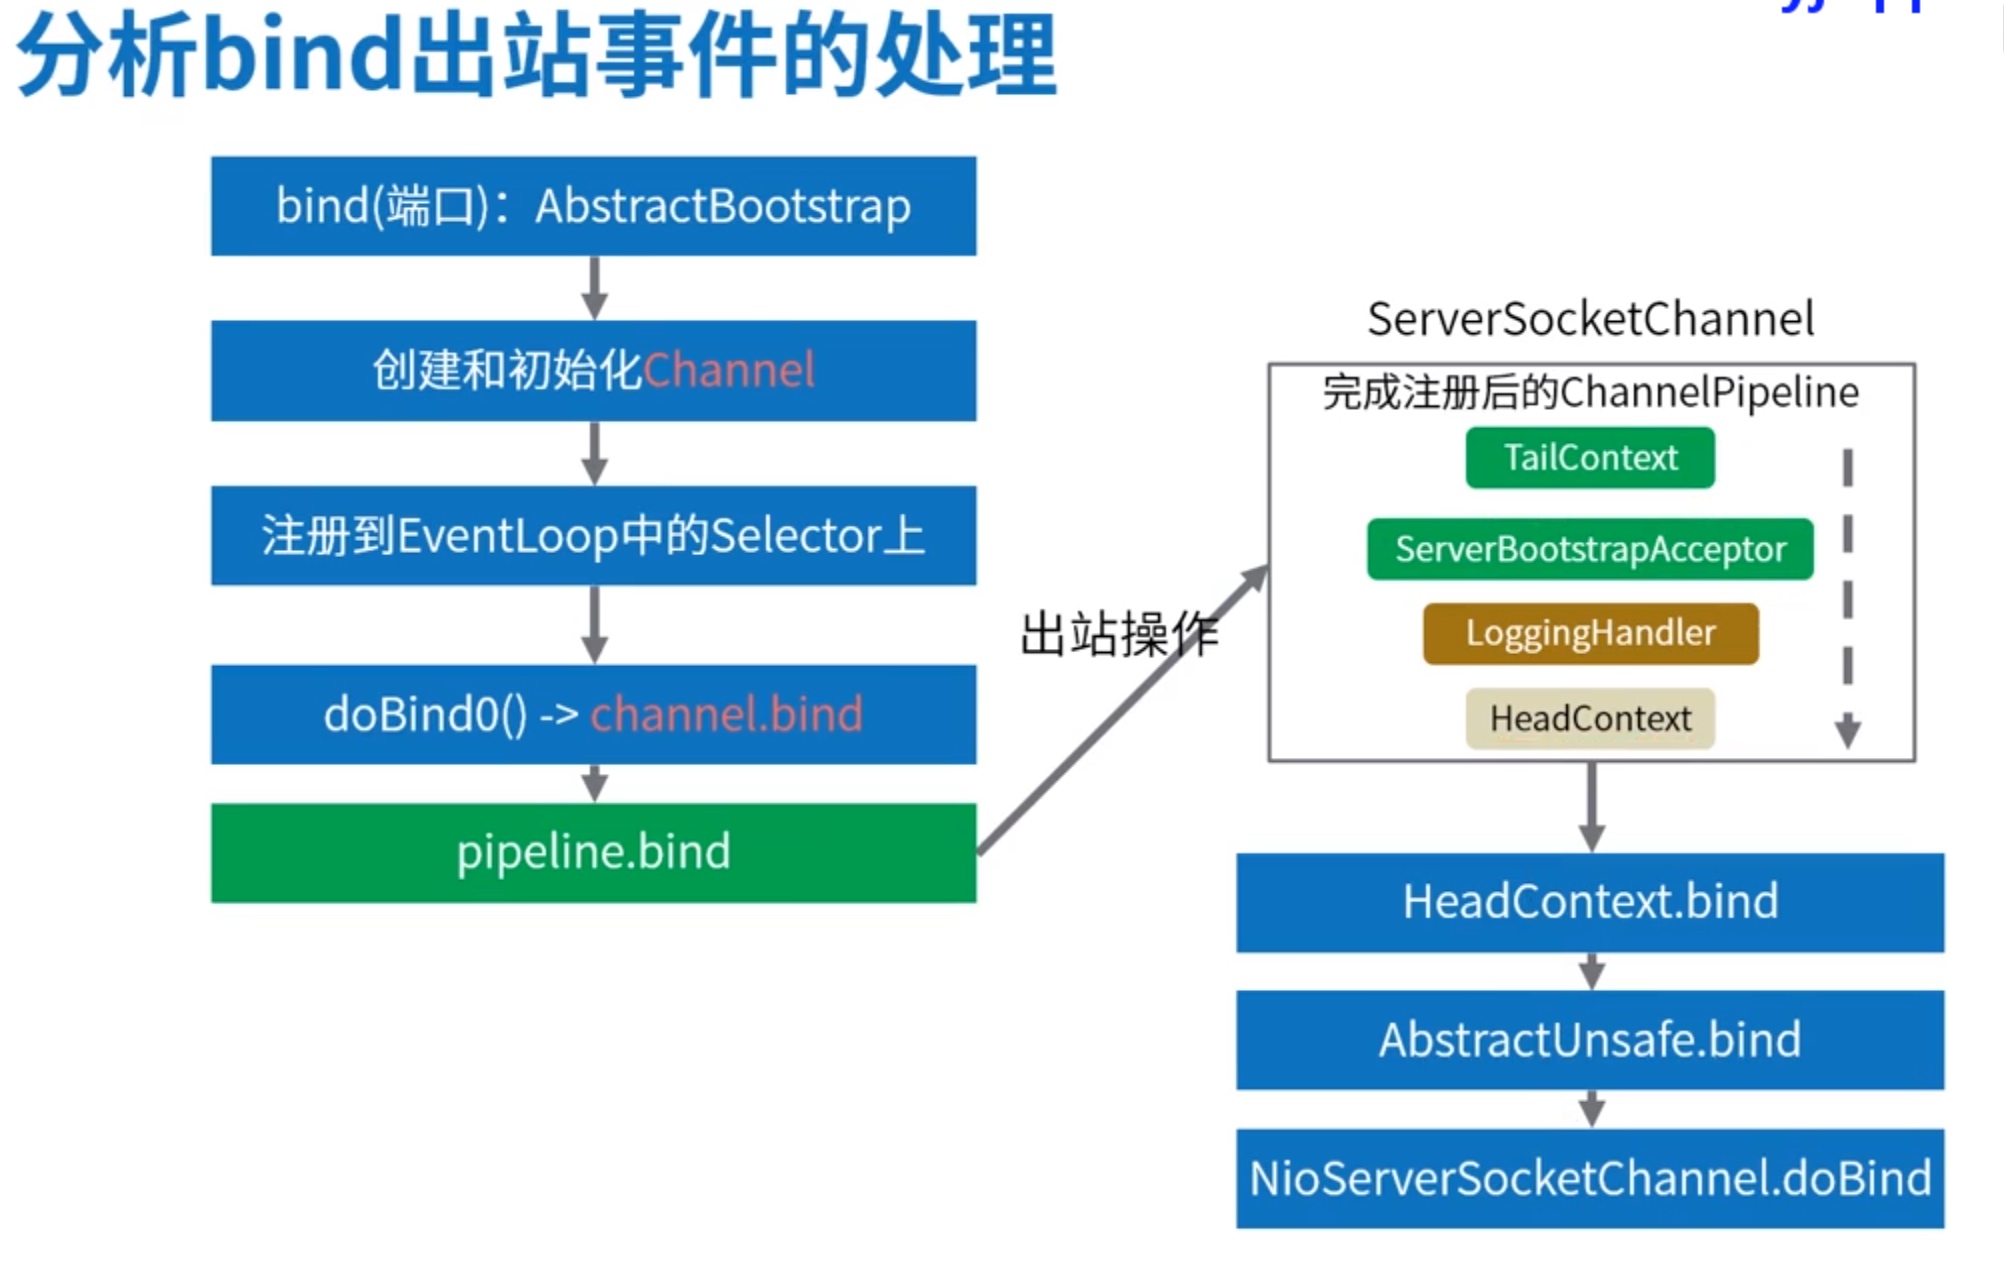 分析bind出站事件的处理
bind(端口)：AbstractBootstrap
创建和初始化Channel
注册到EventLoop中的Selector上
doBind0() -> channel.bind
pipeline.bind
出站操作
ServerSocketChannel
完成注册后的ChannelPipeline
TailContext
ServerBootstrapAcceptor
LoggingHandler
HeadContext
HeadContext.bind
AbstractUnsafe.bind
NioServerSocketChannel.doBind